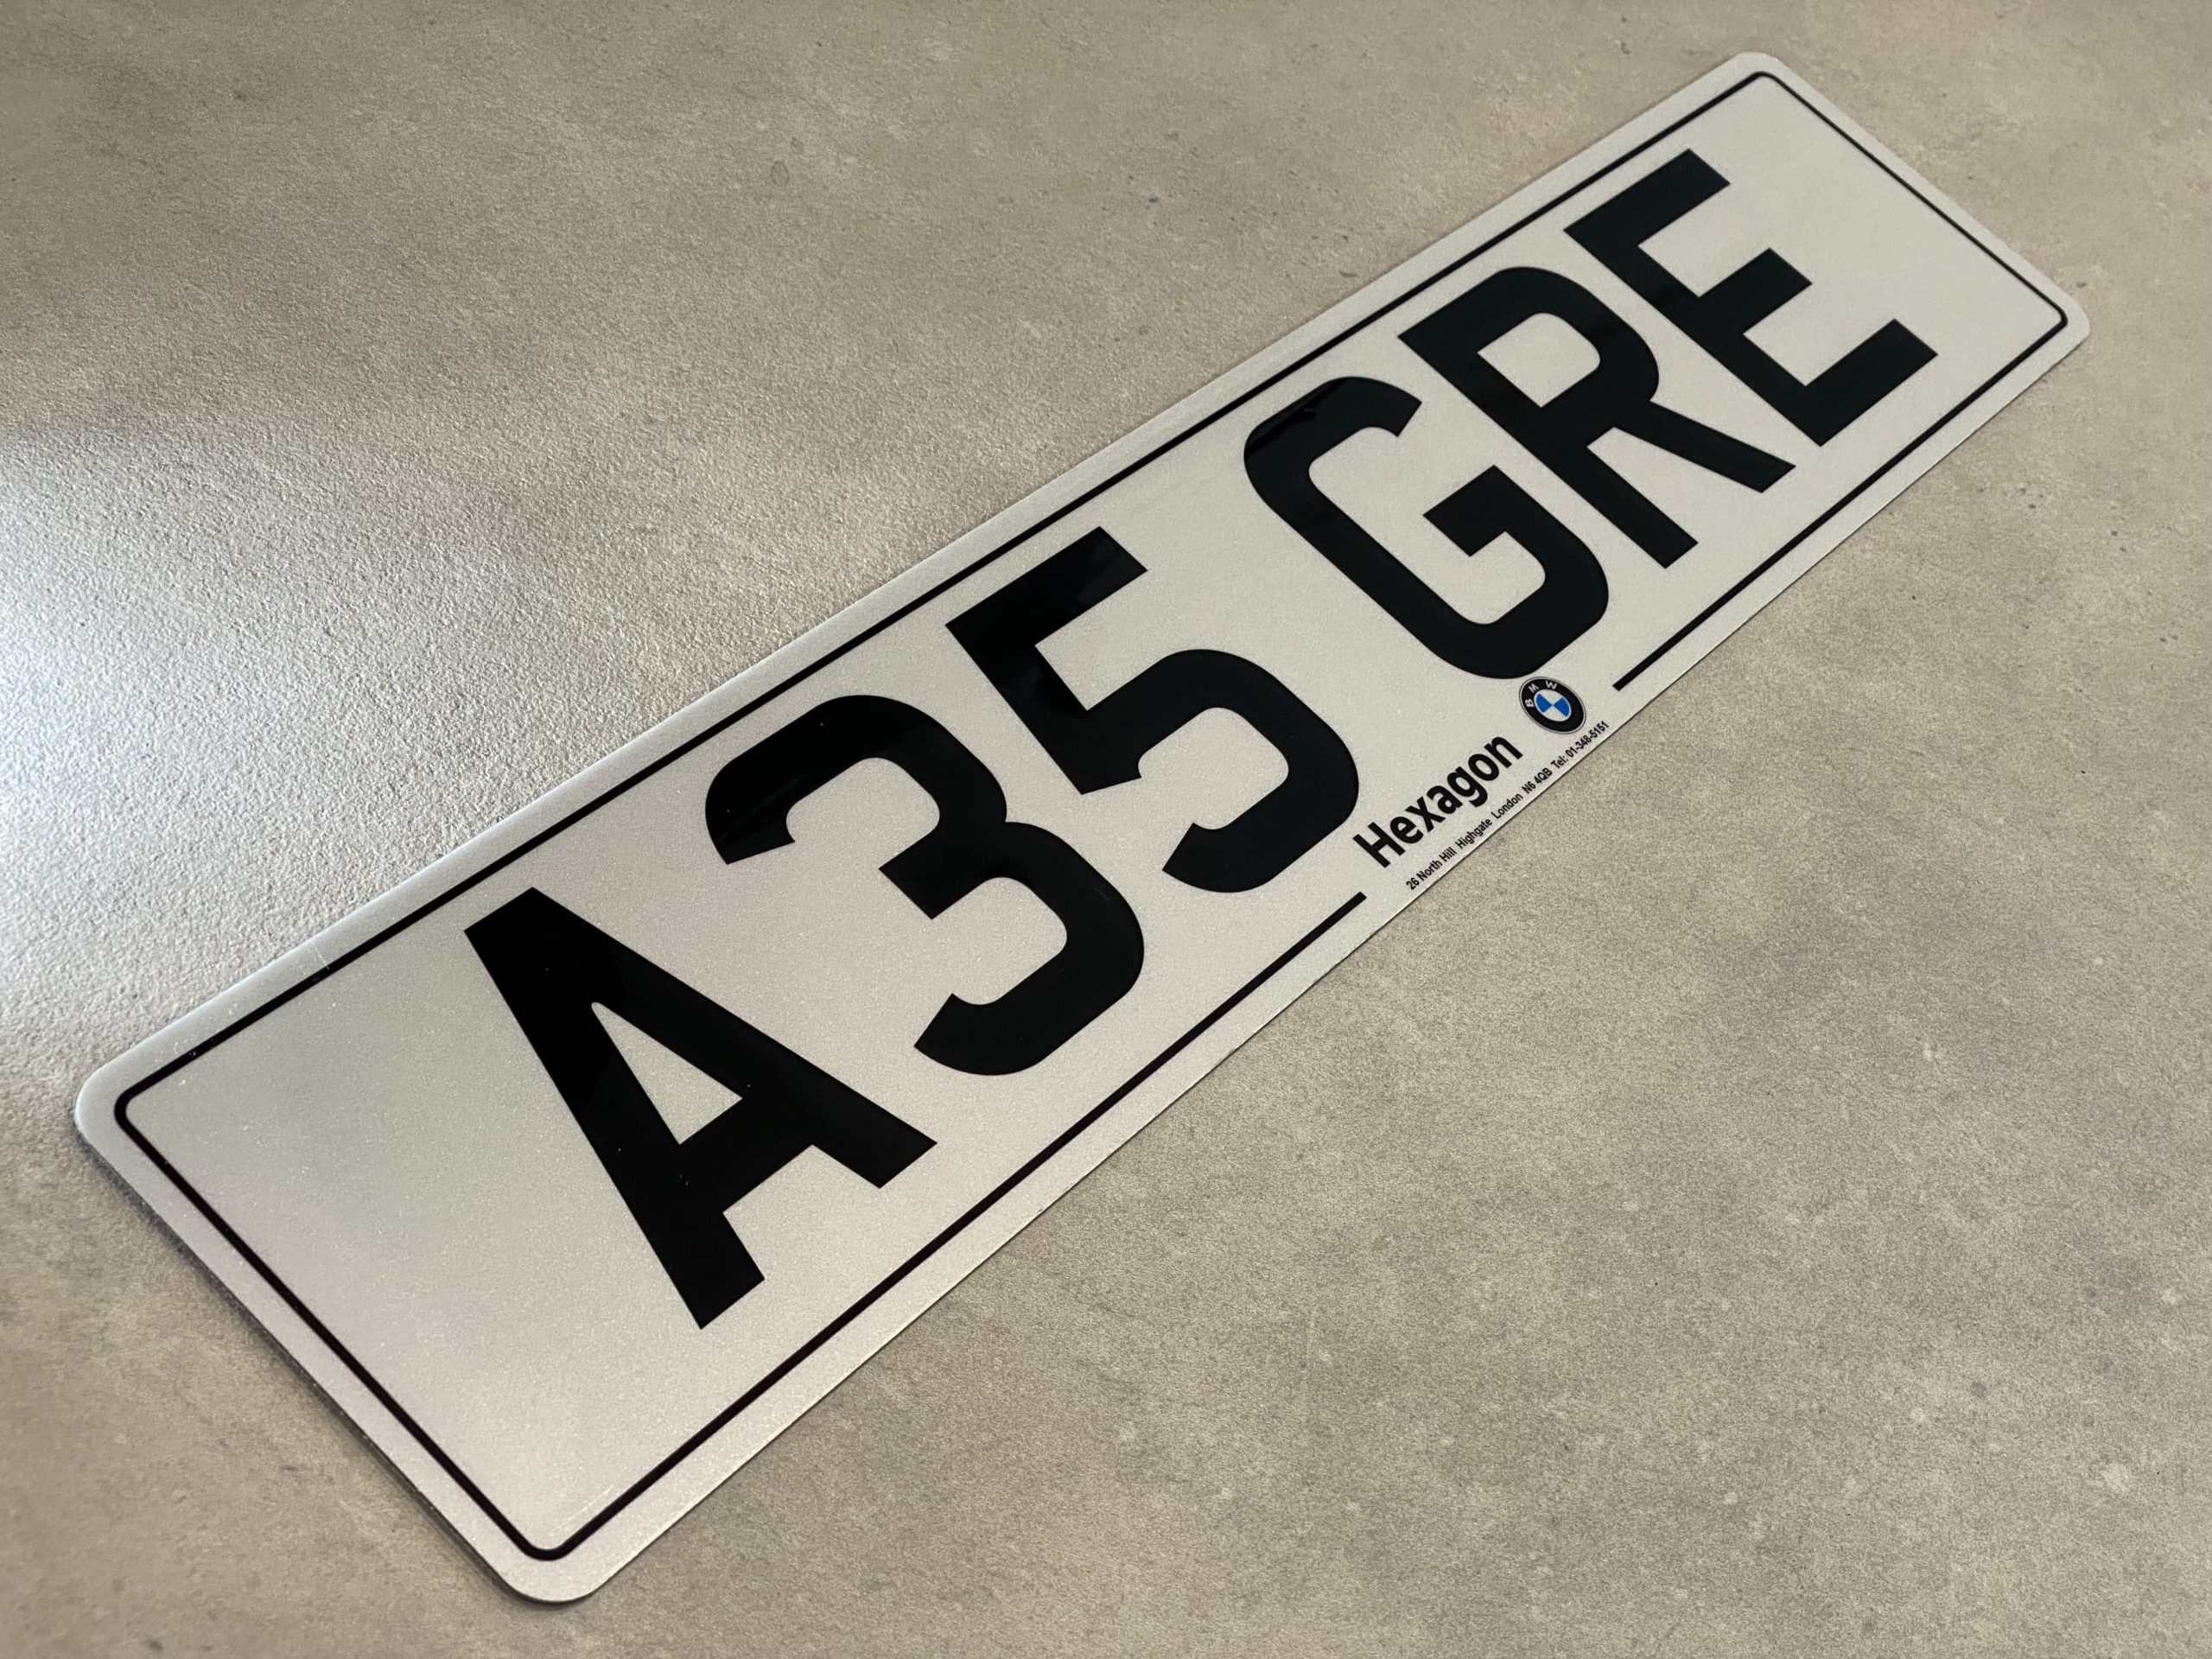 A35 GRE
Hexagon BMW
26 North Hill Highgate London N6 4QB Tel: 01-348-5151